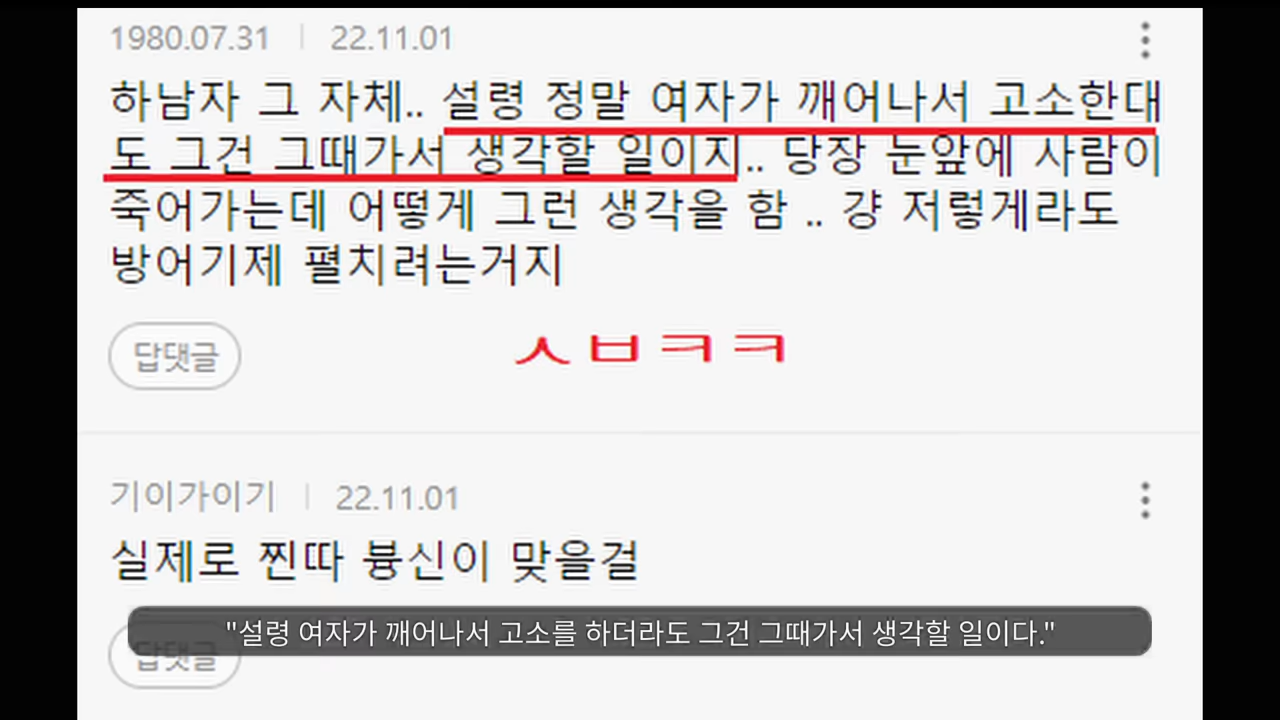 1980.07.31 | 22.11.01
하남자 그 자체.. 설령 정말 여자가 깨어나서 고소한대
도 그건 그때가서 생각할 일이지.. 당장 눈앞에 사람이
죽어가는데 어떻게 그런 생각을 함 .. 걍 저렇게라도
방어기제 펼치려는거지
답댓글
ㅅㅂㅋㅋ
기이가이기 | 22.11.01
실제로 찐따 븅신이 맞을걸
"설령 여자가 깨어나서 고소를 하더라도 그건 그때가서 생각할 일이다."
답댓글